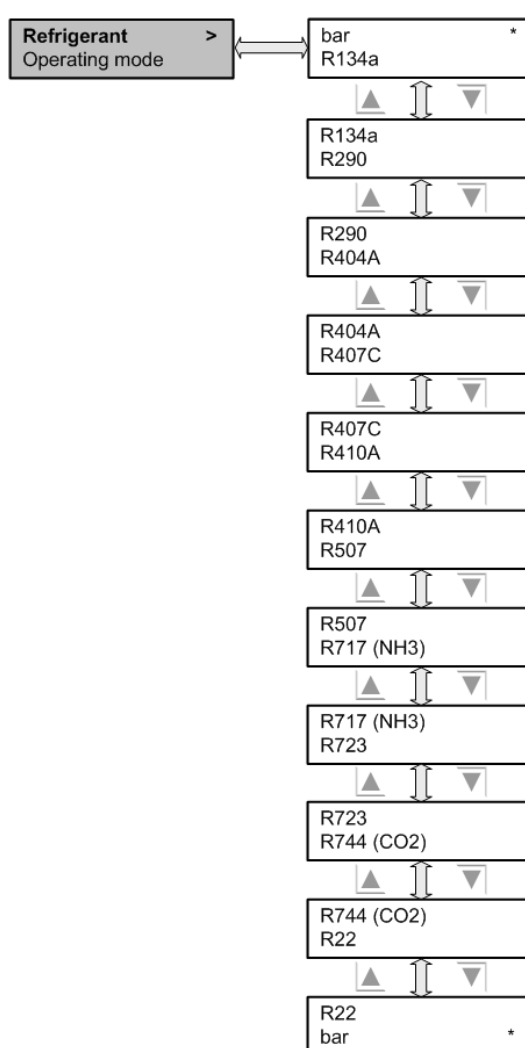 Refrigerant >
Operating mode
bar *
R134a
R134a
R290
R290
R404A
R404A
R407C
R407C
R410A
R410A
R507
R507
R717 (NH3)
R717 (NH3)
R723
R723
R744 (CO2)
R744 (CO2)
R22
R22
bar *